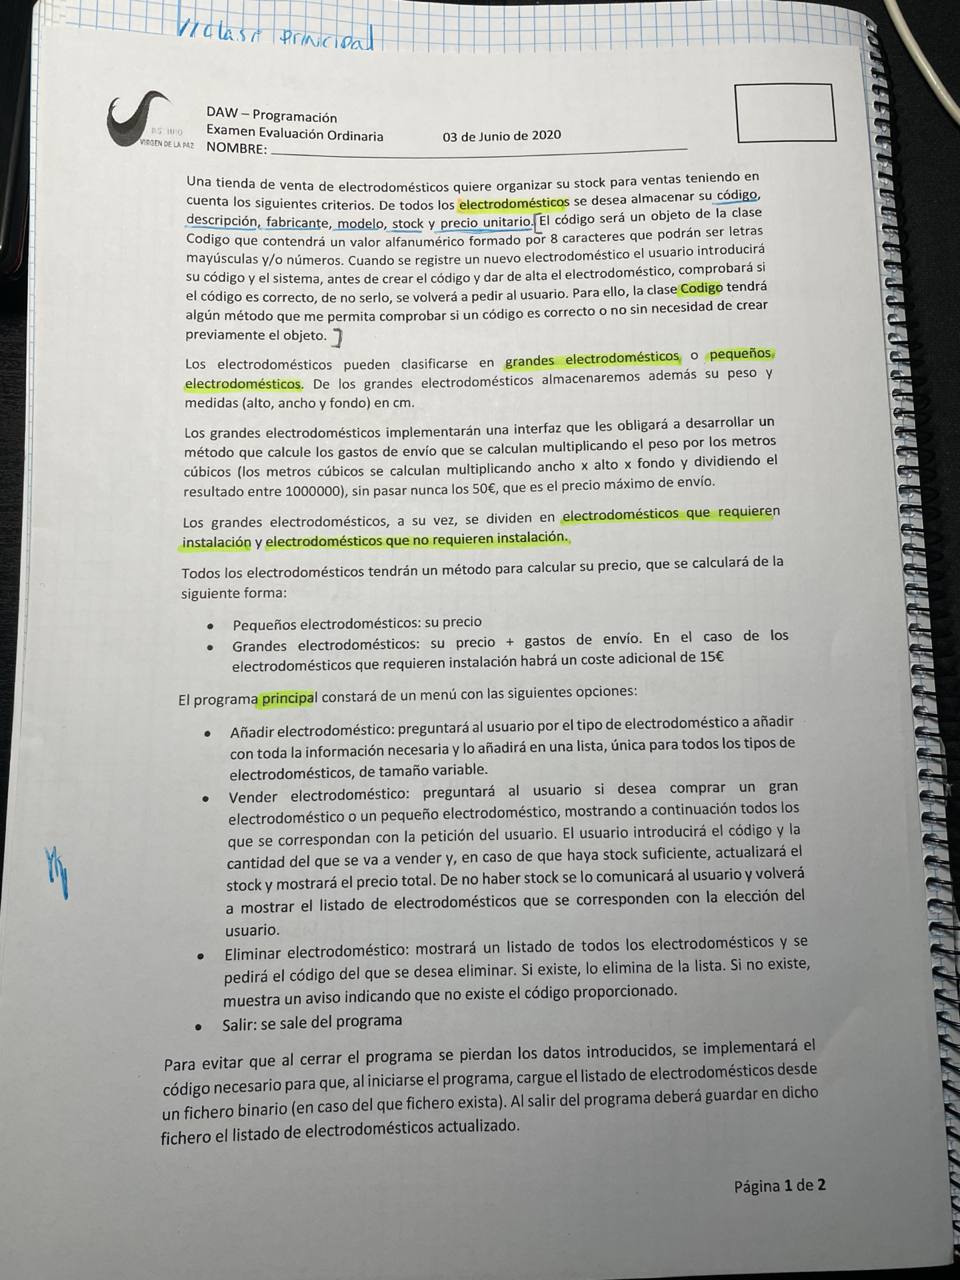 //Clase prinicipal
DAW – Programación
Examen Evaluación Ordinaria 03 de Junio de 2020
VIRGEN DE LA PAZ
NOMBRE:
Una tienda de venta de electrodomésticos quiere organizar su stock para ventas teniendo en
cuenta los siguientes criterios. De todos los electrodomésticos se desea almacenar su código,
descripción, fabricante, modelo, stock y precio unitario. [El código será un objeto de la clase
Codigo que contendrá un valor alfanumérico formado por 8 caracteres que podrán ser letras
mayúsculas y/o números. Cuando se registre un nuevo electrodoméstico el usuario introducirá
su código y el sistema, antes de crear el código y dar de alta el electrodoméstico, comprobará si
el código es correcto, de no serlo, se volverá a pedir al usuario. Para ello, la clase Codigo tendrá
algún método que me permita comprobar si un código es correcto o no sin necesidad de crear
previamente el objeto. ]
Los electrodomésticos pueden clasificarse en grandes electrodomésticos o pequeños
electrodomésticos. De los grandes electrodomésticos almacenaremos además su peso y
medidas (alto, ancho y fondo) en cm.
Los grandes electrodomésticos implementarán una interfaz que les obligará a desarrollar un
método que calcule los gastos de envío que se calculan multiplicando el peso por los metros
cúbicos (los metros cúbicos se calculan multiplicando ancho x alto x fondo y dividiendo el
resultado entre 1000000), sin pasar nunca los 50€, que es el precio máximo de envío.
Los grandes electrodomésticos, a su vez, se dividen en electrodomésticos que requieren
instalación y electrodomésticos que no requieren instalación.
Todos los electrodomésticos tendrán un método para calcular su precio, que se calculará de la
siguiente forma:
• Pequeños electrodomésticos: su precio
• Grandes electrodomésticos: su precio + gastos de envío. En el caso de los
electrodomésticos que requieren instalación habrá un coste adicional de 15€
El programa principal constará de un menú con las siguientes opciones:
• Añadir electrodoméstico: preguntará al usuario por el tipo de electrodoméstico a añadir
con toda la información necesaria y lo añadirá en una lista, única para todos los tipos de
electrodomésticos, de tamaño variable.
• Vender electrodoméstico: preguntará al usuario si desea comprar un gran
electrodoméstico o un pequeño electrodoméstico, mostrando a continuación todos los
que se correspondan con la petición del usuario. El usuario introducirá el código y la
cantidad del que se va a vender y, en caso de que haya stock suficiente, actualizará el
stock y mostrará el precio total. De no haber stock se lo comunicará al usuario y volverá
a mostrar el listado de electrodomésticos que se corresponden con la elección del
usuario.
• Eliminar electrodoméstico: mostrará un listado de todos los electrodomésticos y se
pedirá el código del que se desea eliminar. Si existe, lo elimina de la lista. Si no existe,
muestra un aviso indicando que no existe el código proporcionado.
• Salir: se sale del programa
Para evitar que al cerrar el programa se pierdan los datos introducidos, se implementará el
código necesario para que, al iniciarse el programa, cargue el listado de electrodomésticos desde
un fichero binario (en caso del que fichero exista). Al salir del programa deberá guardar en dicho
fichero el listado de electrodomésticos actualizado.
Página 1 de 2